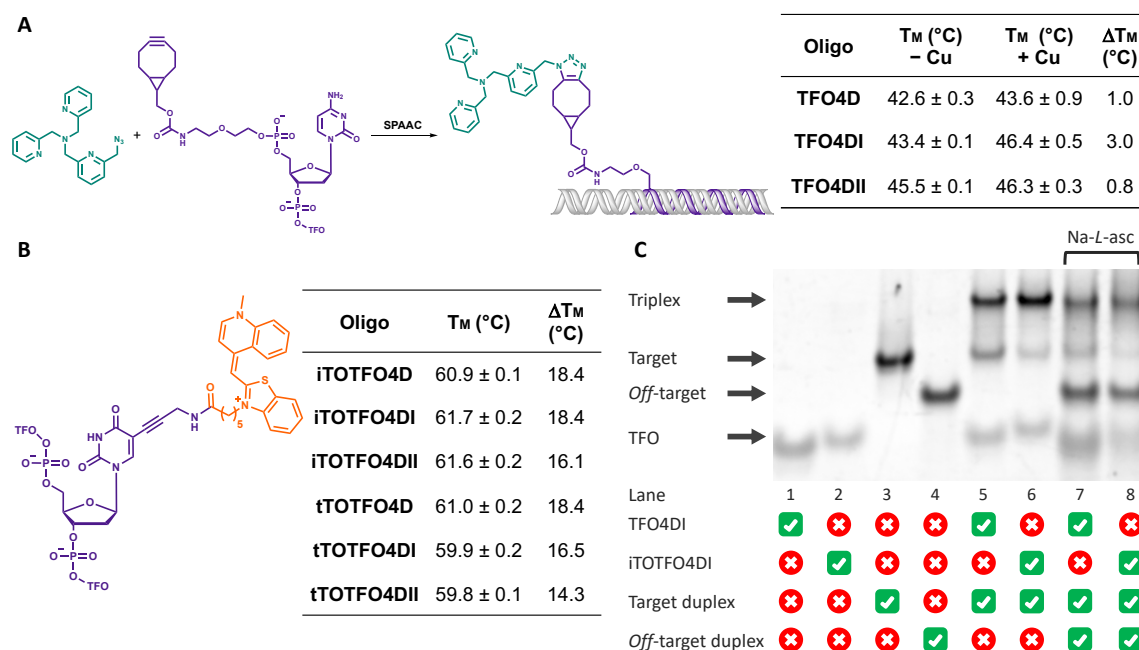 A
N
N
N
N
N₃
+
O
O
N
H
O
O
O⁻
P
O
O
NH₂
N
N
O
O
O
O⁻
P
O
O
TFO
SPAAC
N
N
N
N
N
N
N
O
O
N
H
O
Oligo TM (°C) − Cu TM (°C) + Cu ΔTM (°C)
TFO4D 42.6 ± 0.3 43.6 ± 0.9 1.0
TFO4DI 43.4 ± 0.1 46.4 ± 0.5 3.0
TFO4DII 45.5 ± 0.1 46.3 ± 0.3 0.8
B
N
S
N
+
O
5
N
H
O
HN
O
N
TFO
O
O⁻
P
O
O
O
O
O⁻
P
O
O
TFO
Oligo TM (°C) ΔTM (°C)
iTOTFO4D 60.9 ± 0.1 18.4
iTOTFO4DI 61.7 ± 0.2 18.4
iTOTFO4DII 61.6 ± 0.2 16.1
tTOTFO4D 61.0 ± 0.2 18.4
tTOTFO4DI 59.9 ± 0.2 16.5
tTOTFO4DII 59.8 ± 0.1 14.3
C
Na-L-asc
Triplex
Target
Off-target
TFO
Lane 1 2 3 4 5 6 7 8
TFO4DI
iTOTFO4DI
Target duplex
Off-target duplex